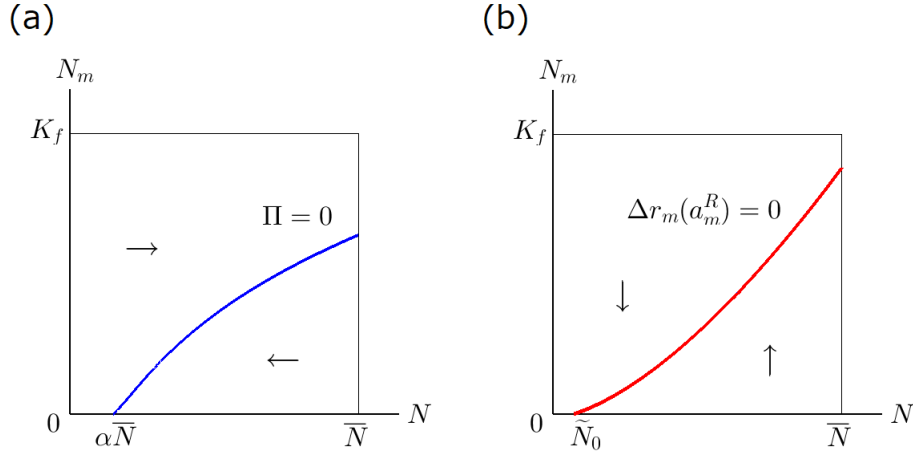 (a)
N_m
K_f
Π = 0
→
←
0
αN̅
N̅
N
(b)
N_m
K_f
Δr_m(a_m^R) = 0
↓
↑
0
Ñ_0
N̅
N